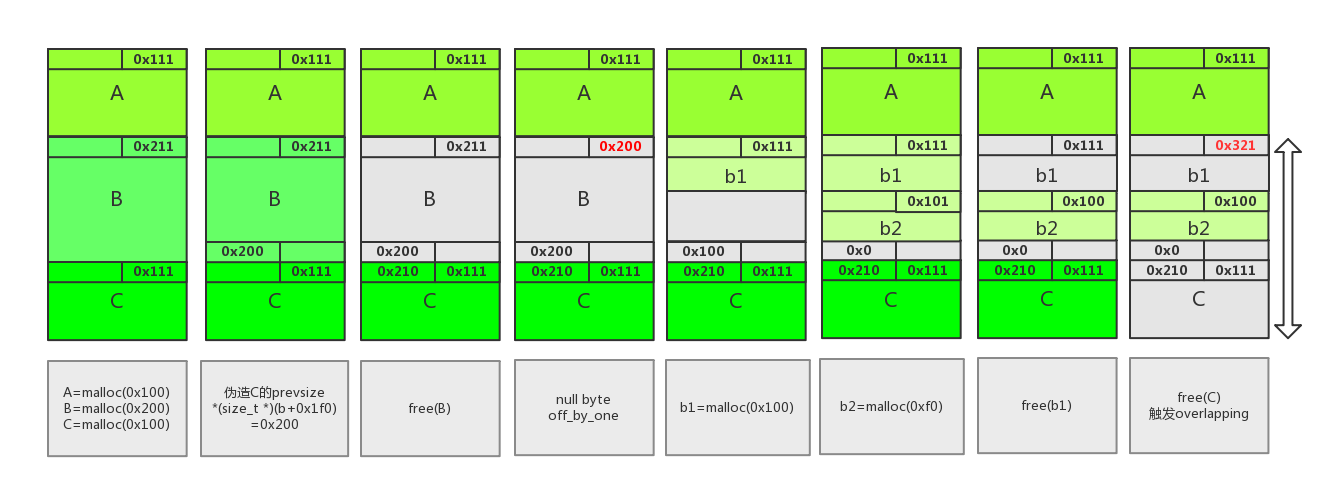 0x111
A
0x211
B
0x111
C
A=malloc(0x100)
B=malloc(0x200)
C=malloc(0x100)
0x111
A
0x211
B
0x200
0x111
C
伪造C的prevsize
*(size_t *)(b+0x1f0)
=0x200
0x111
A
0x211
B
0x200
0x210 0x111
C
free(B)
0x111
A
0x200
B
0x200
0x210 0x111
C
null byte
off_by_one
0x111
A
0x111
b1
0x100
0x210 0x111
C
b1=malloc(0x100)
0x111
A
0x111
b1
0x101
b2
0x0
0x210 0x111
C
b2=malloc(0xf0)
0x111
A
0x111
b1
0x100
b2
0x0
0x210 0x111
C
free(b1)
0x111
A
0x321
b1
0x100
b2
0x0
0x210 0x111
C
free(C)
触发overlapping